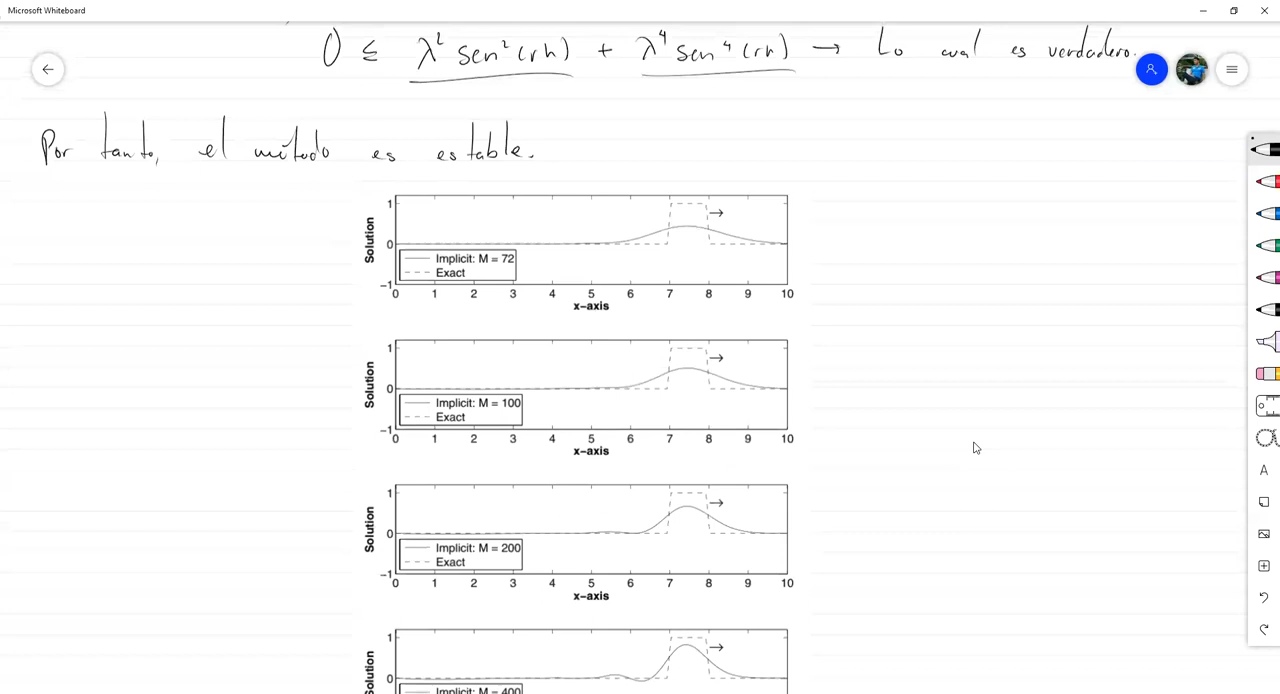 Microsoft Whiteboard
0 ≤ λ² sen²(rh) + λ⁴ sen⁴(rh) → Lo cual es verdadero.
Por tanto, el método es estable.
Solution
1
0
−1
Implicit: M = 72
Exact
0 1 2 3 4 5 6 7 8 9 10
x−axis
Solution
1
0
−1
Implicit: M = 100
Exact
0 1 2 3 4 5 6 7 8 9 10
x−axis
Solution
1
0
−1
Implicit: M = 200
Exact
0 1 2 3 4 5 6 7 8 9 10
x−axis
Solution
1
0
Implicit: M = 400
A